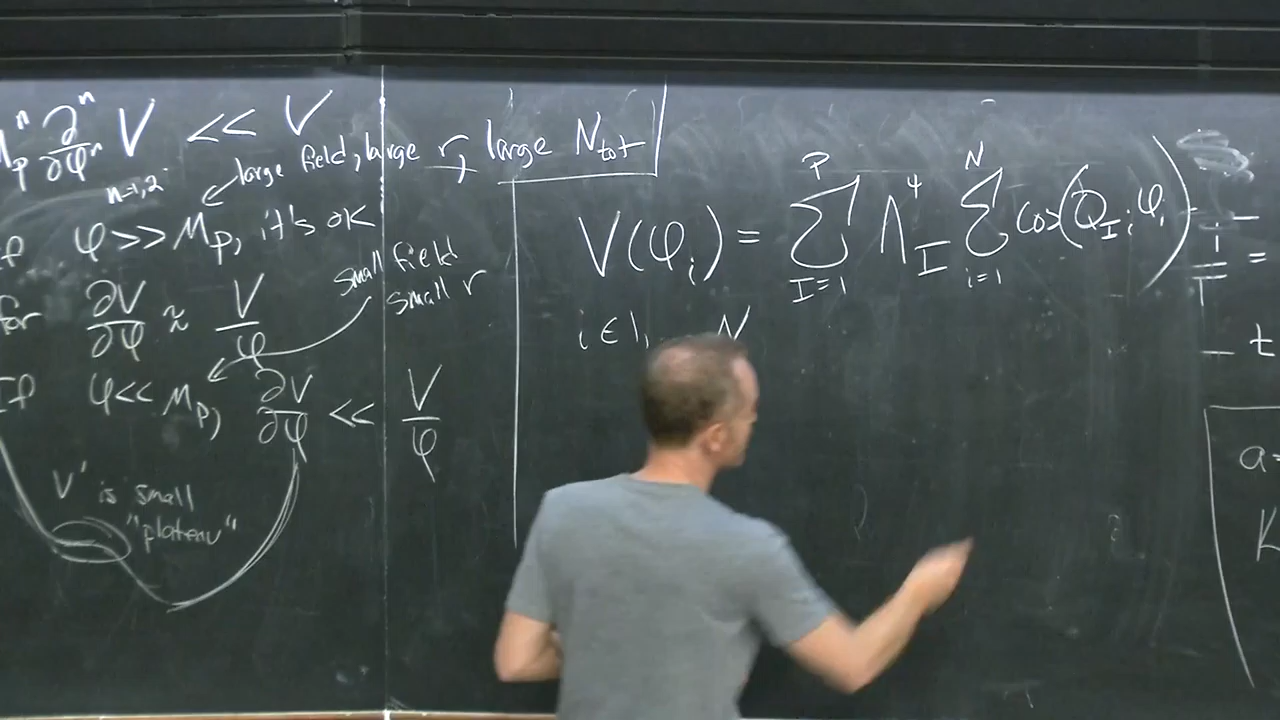 M_p^n ∂^n/∂φ^n V << V
n=1,2
large field, large r, large N_tot
If φ >> M_p, it's ok
for ∂V/∂φ ≈ V/φ
small field
small r
If φ << M_p, ∂V/∂φ << V/φ
V' is small
"plateau"
V(φ_i) = Σ_{I=1}^{P} Λ_I^4 Σ_{i=1}^{N} cos(Q_{Ii} φ_i)
i ∈ 1, N
=
t
a=
K